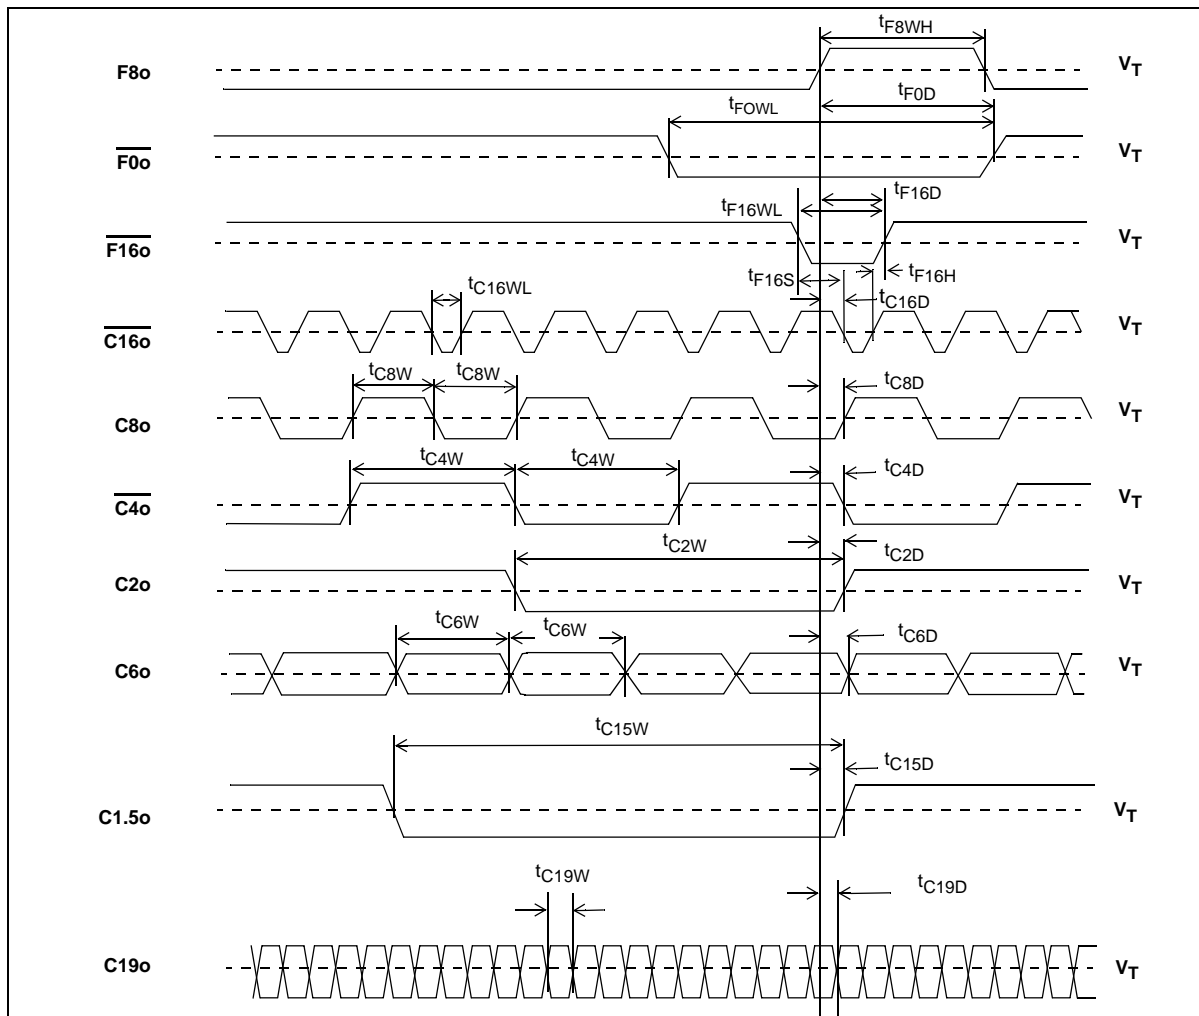 tF8WH
F8o
VT
tF0D
tFOWL
F0o
VT
tF16D
tF16WL
F16o
VT
tF16S
tF16H
tC16WL
tC16D
C16o
VT
tC8W
tC8W
tC8D
C8o
VT
tC4W
tC4W
tC4D
C4o
VT
tC2W
tC2D
C2o
VT
tC6W
tC6W
tC6D
C6o
VT
tC15W
tC15D
C1.5o
VT
tC19W
tC19D
C19o
VT